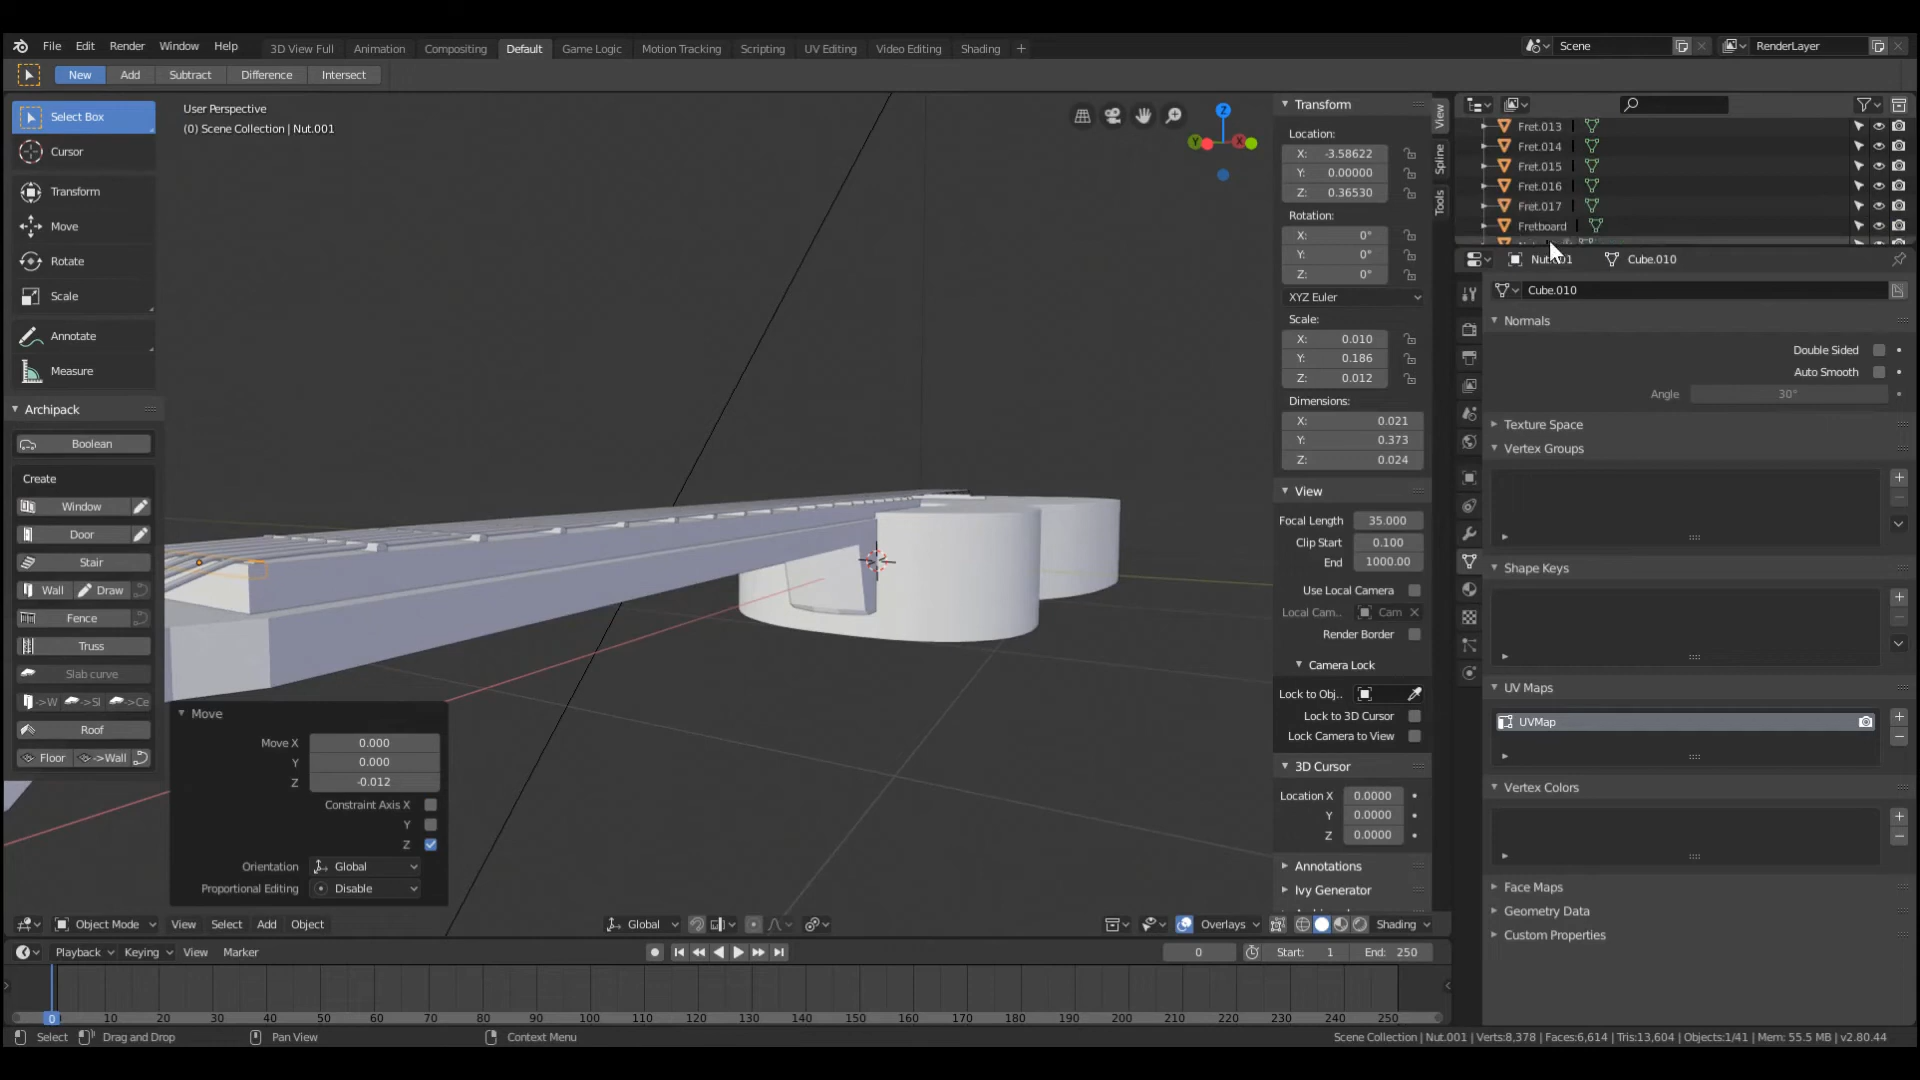 File Edit Render Window Help 3D View Full Animation Compositing Default Game Logic Motion Tracking Scripting UV Editing Video Editing Shading + Scene RenderLayer
New Add Subtract Difference Intersect
Select Box
Cursor
Transform
Move
Rotate
Scale
Annotate
Measure
Archipack
Boolean
Create
Window
Door
Stair
Wall Draw
Fence
Truss
Slab curve
->W ->Sl ->Ce
Roof
Floor ->Wall
User Perspective
(0) Scene Collection | Nut.001
Z
Y
X
Move
Move X 0.000
Y 0.000
Z -0.012
Constraint Axis X
Y
Z
Orientation Global
Proportional Editing Disable
Transform
Location:
X: -3.58622
Y: 0.00000
Z: 0.36530
Rotation:
X: 0°
Y: 0°
Z: 0°
XYZ Euler
Scale:
X: 0.010
Y: 0.186
Z: 0.012
Dimensions:
X: 0.021
Y: 0.373
Z: 0.024
View
Focal Length 35.000
Clip Start 0.100
End 1000.00
Use Local Camera
Local Cam.. Cam
Render Border
Camera Lock
Lock to Obj..
Lock to 3D Cursor
Lock Camera to View
3D Cursor
Location X 0.0000
Y 0.0000
Z 0.0000
Annotations
Ivy Generator
View
Spline
Tools
Fret.013
Fret.014
Fret.015
Fret.016
Fret.017
Fretboard
Cube.010
Cube.010
Normals
Double Sided
Auto Smooth
Angle 30°
Texture Space
Vertex Groups
Shape Keys
UV Maps
UVMap
Vertex Colors
Face Maps
Geometry Data
Custom Properties
Object Mode View Select Add Object Global Overlays Shading
Playback Keying View Marker 0 Start: 1 End: 250
0 10 20 30 40 50 60 70 80 90 100 110 120 130 140 150 160 170 180 190 200 210 220 230 240 250
Select Drag and Drop Pan View Context Menu Scene Collection | Nut.001 | Verts:8,378 | Faces:6,614 | Tris:13,604 | Objects:1/41 | Mem: 55.5 MB | v2.80.44